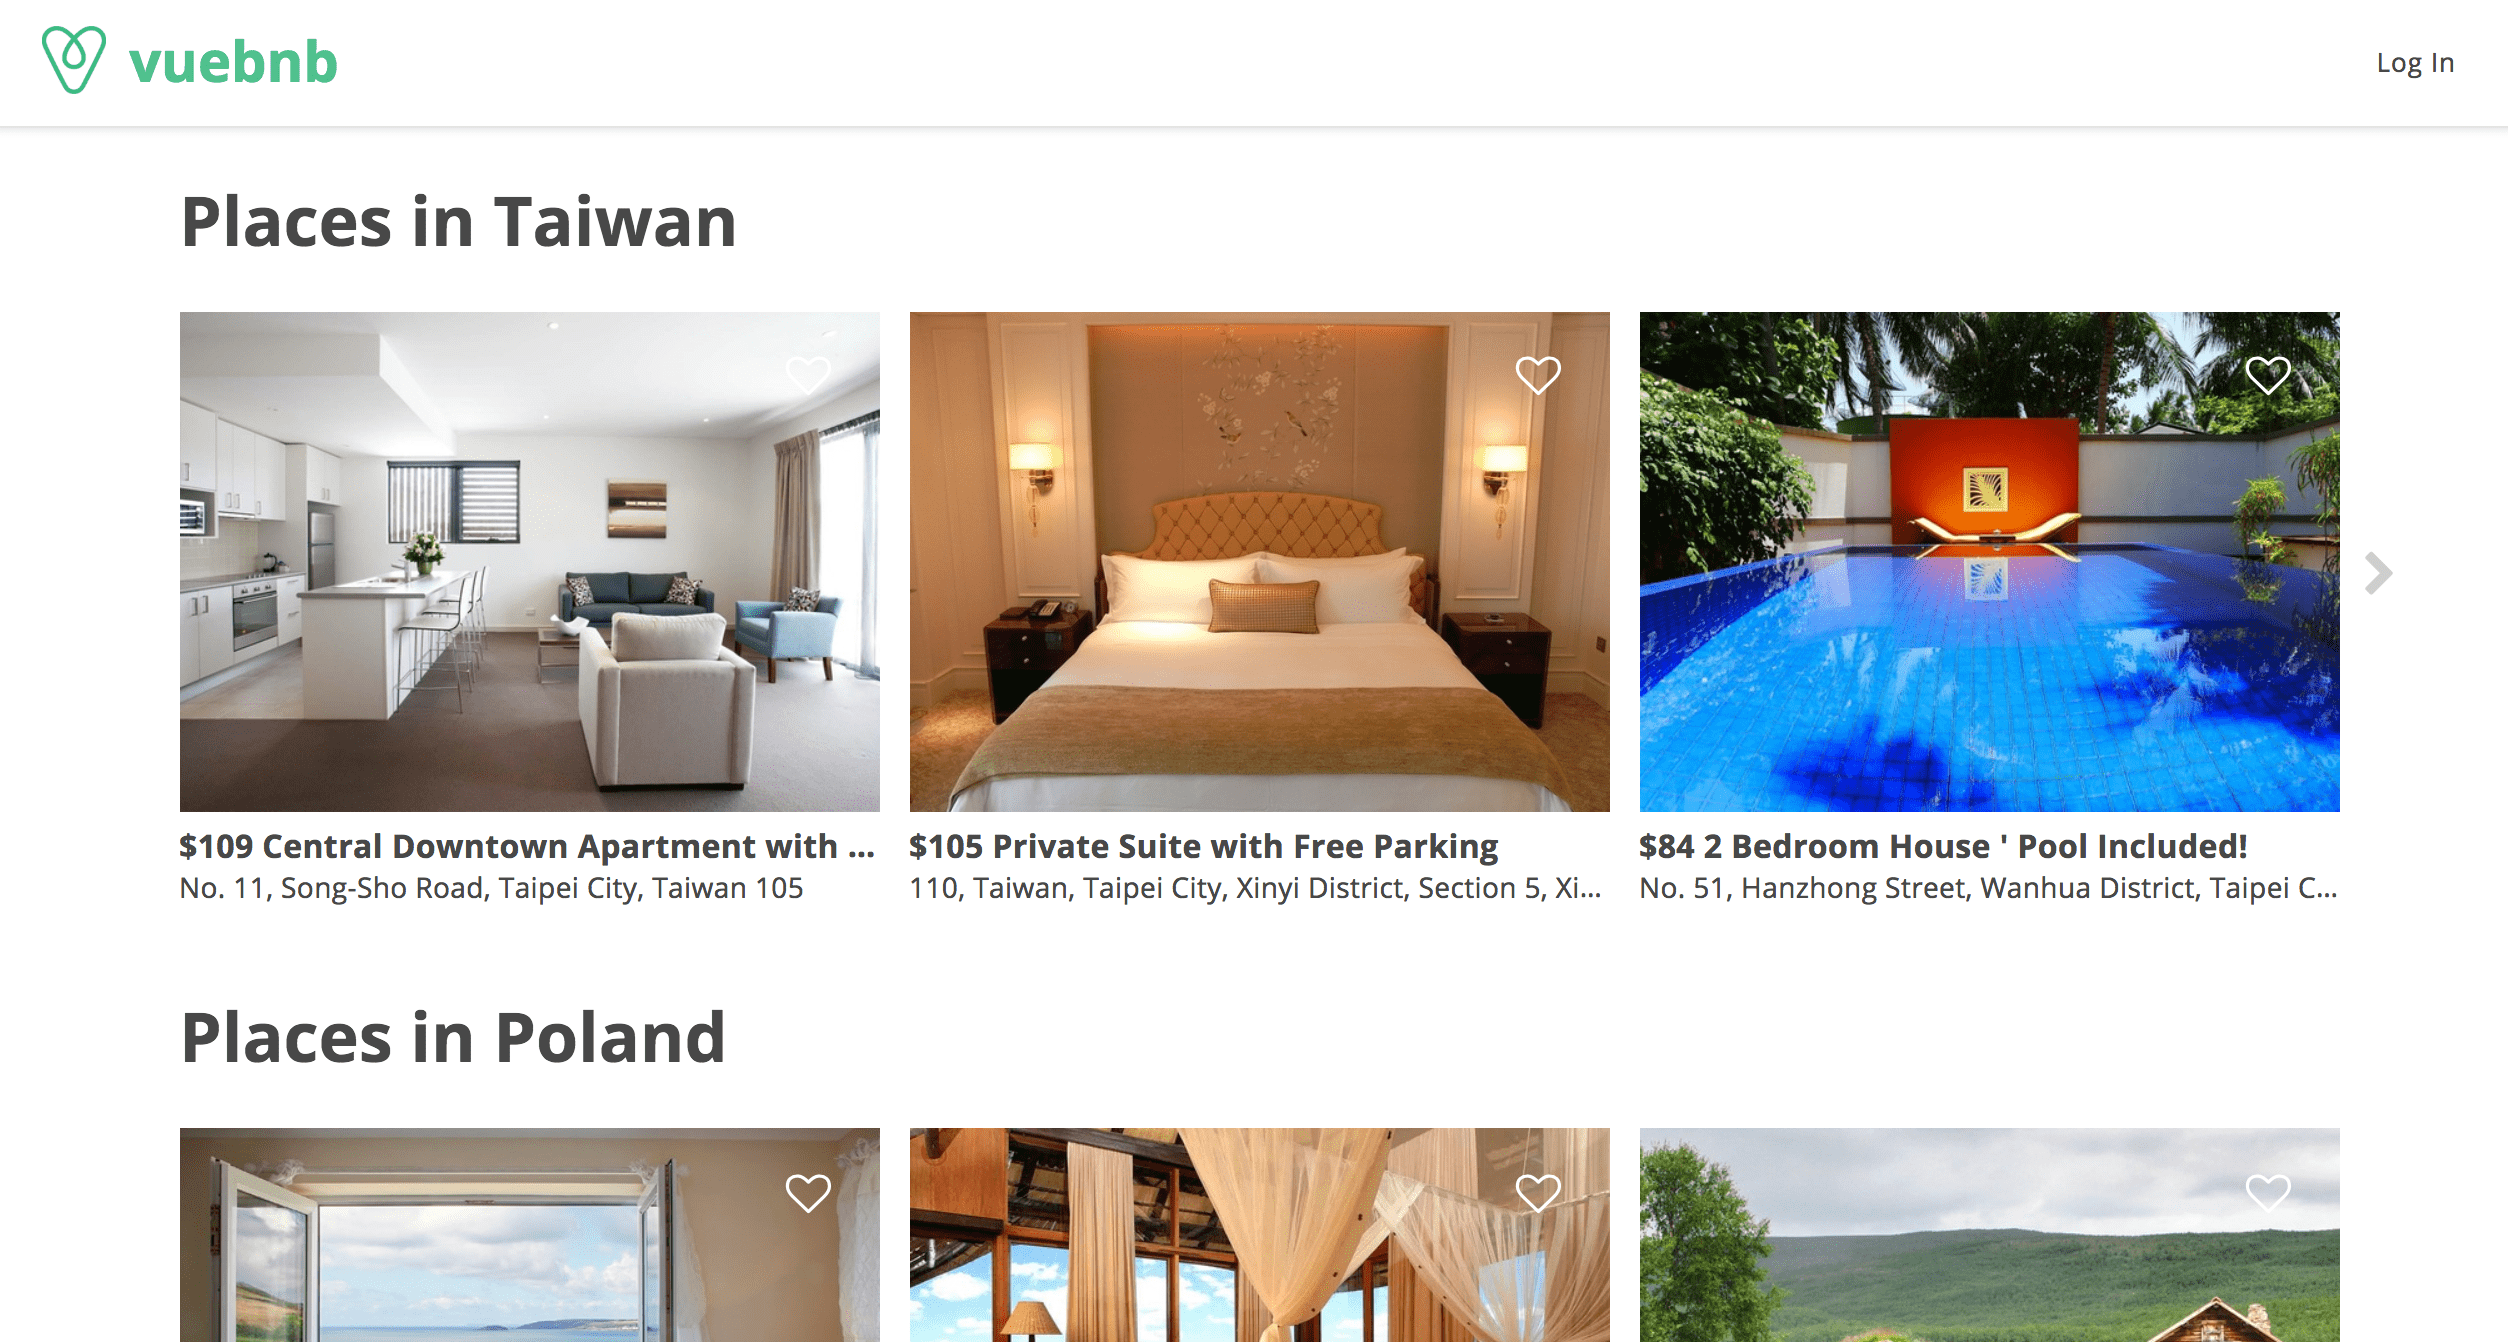 vuebnb
Log In
Places in Taiwan
$109 Central Downtown Apartment with ...
No. 11, Song-Sho Road, Taipei City, Taiwan 105
$105 Private Suite with Free Parking
110, Taiwan, Taipei City, Xinyi District, Section 5, Xi...
$84 2 Bedroom House ' Pool Included!
No. 51, Hanzhong Street, Wanhua District, Taipei C...
Places in Poland